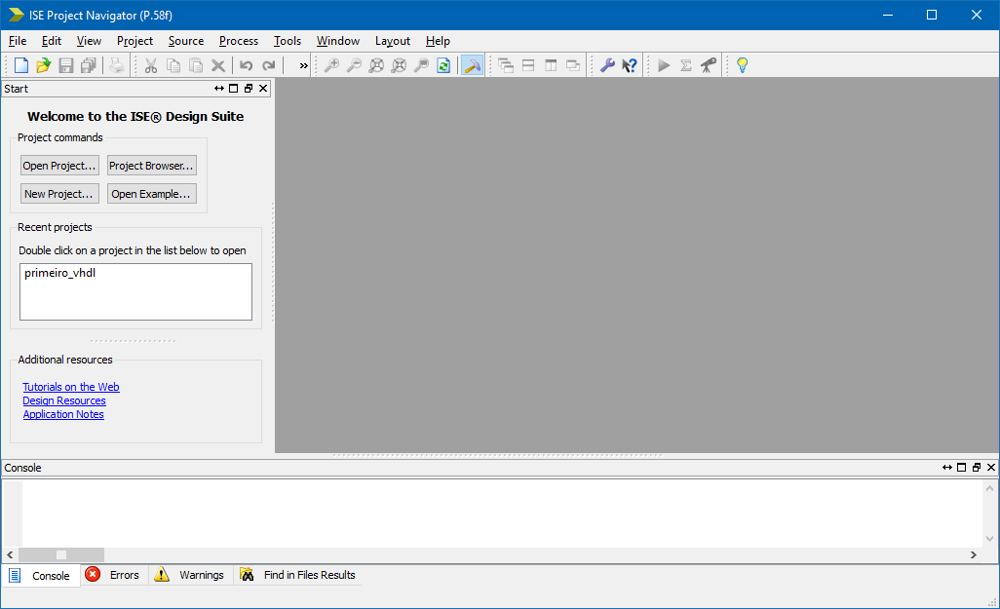 ISE Project Navigator (P.58f)
File Edit View Project Source Process Tools Window Layout Help
»
Start
Welcome to the ISE® Design Suite
Project commands
Open Project... Project Browser...
New Project... Open Example...
Recent projects
Double click on a project in the list below to open
primeiro_vhdl
Additional resources
Tutorials on the Web
Design Resources
Application Notes
Console
Console Errors Warnings Find in Files Results